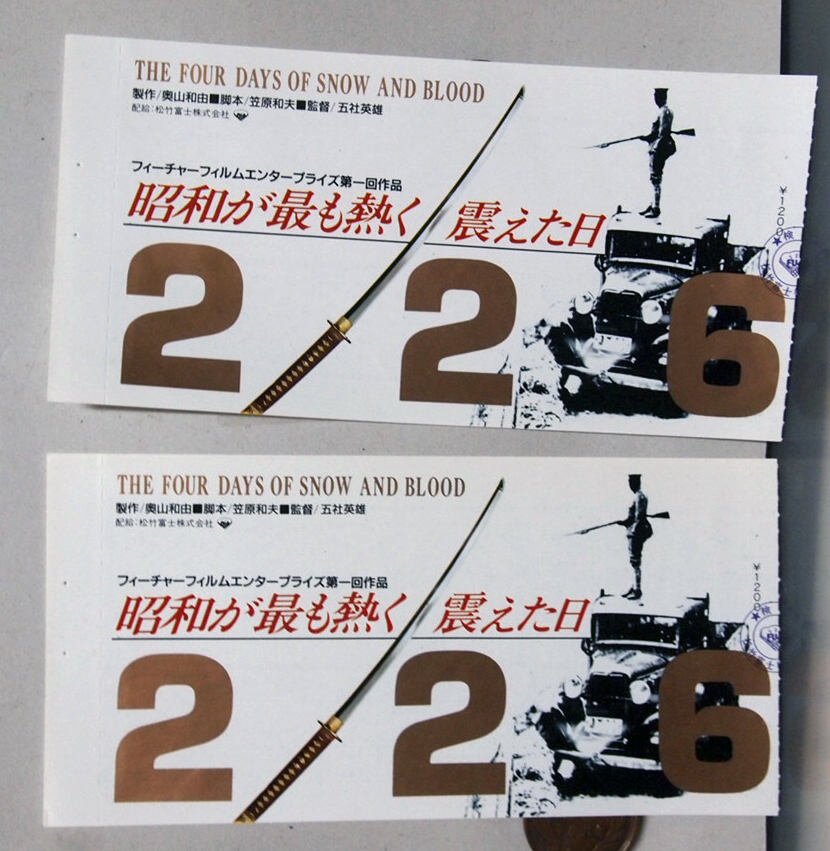 THE FOUR DAYS OF SNOW AND BLOOD
製作/奥山和由■脚本/笠原和夫■監督/五社英雄
配給:松竹富士株式会社
フィーチャーフィルムエンタープライズ第一回作品
昭和が最も熱く 震えた日
2/26
¥1200
検
THE FOUR DAYS OF SNOW AND BLOOD
製作/奥山和由■脚本/笠原和夫■監督/五社英雄
配給:松竹富士株式会社
フィーチャーフィルムエンタープライズ第一回作品
昭和が最も熱く 震えた日
2/26
¥1200
検